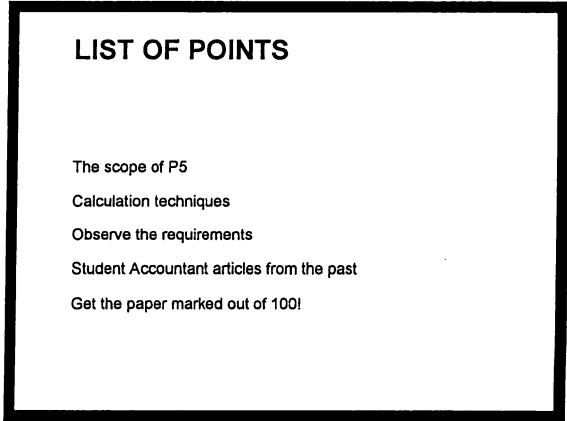 LIST OF POINTS
The scope of P5
Calculation techniques
Observe the requirements
Student Accountant articles from the past
Get the paper marked out of 100!